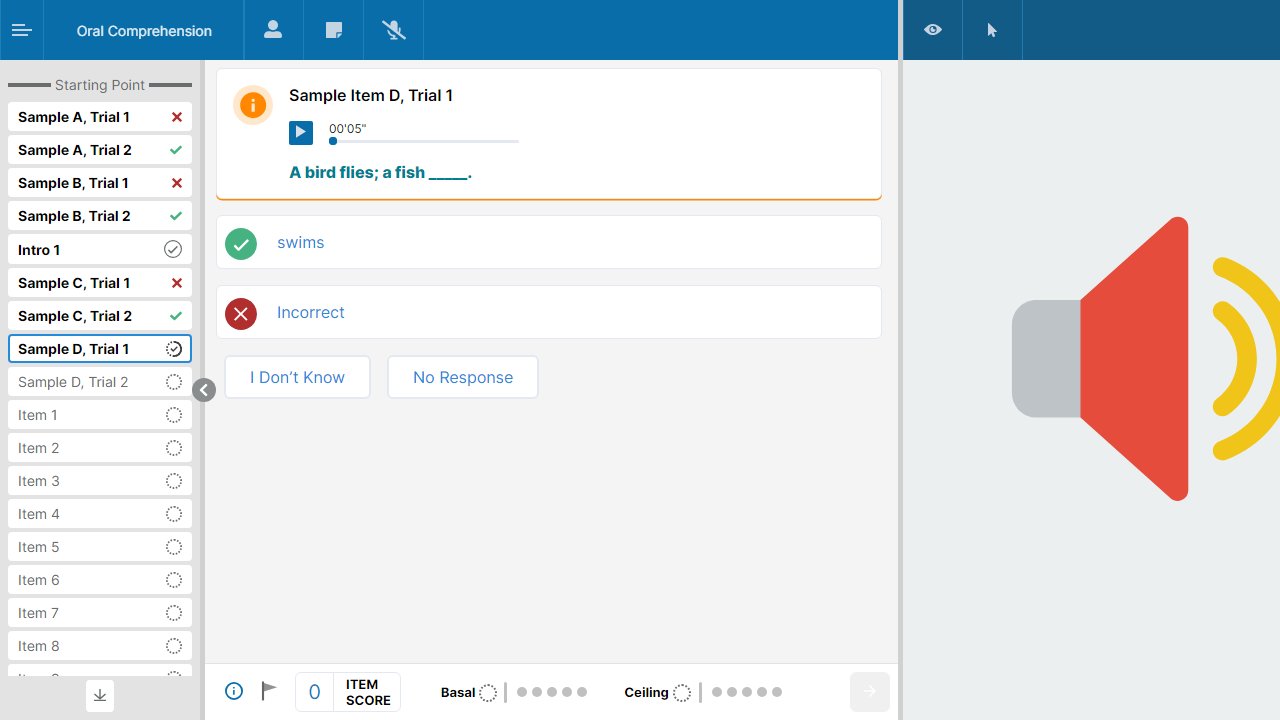 Oral Comprehension
Starting Point
Sample A, Trial 1
Sample A, Trial 2
Sample B, Trial 1
Sample B, Trial 2
Intro 1
Sample C, Trial 1
Sample C, Trial 2
Sample D, Trial 1
Sample D, Trial 2
Item 1
Item 2
Item 3
Item 4
Item 5
Item 6
Item 7
Item 8
Sample Item D, Trial 1
00'05"
A bird flies; a fish _____.
swims
Incorrect
I Don't Know
No Response
0
ITEM
SCORE
Basal
Ceiling